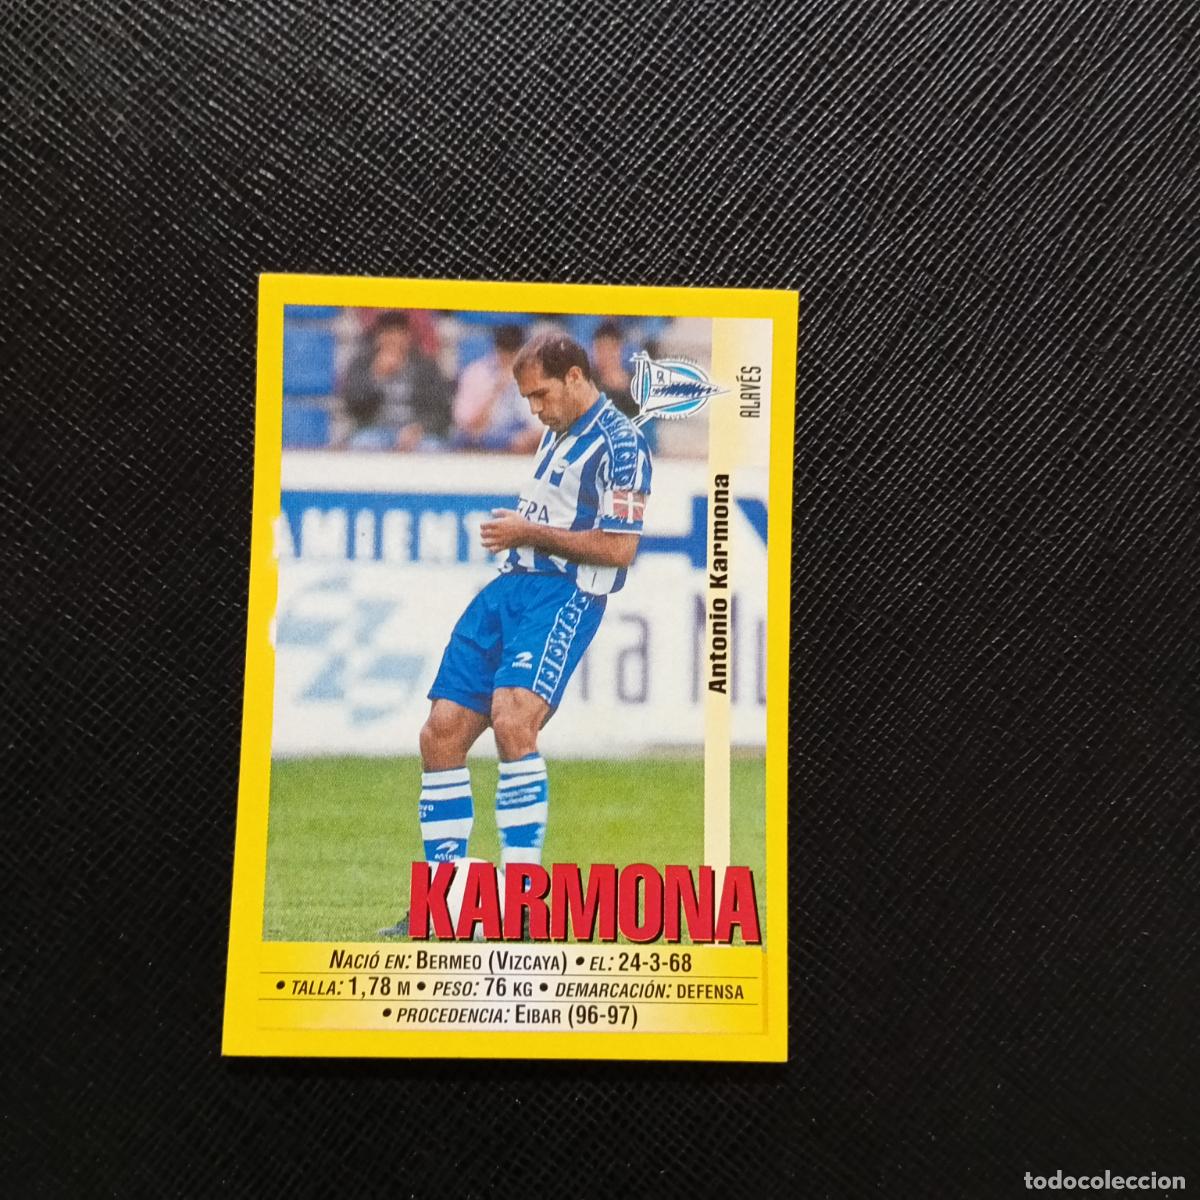 ALAVÉS
Antonio Karmona
AMIENT
KARMONA
NACIÓ EN: BERMEO (VIZCAYA) • EL: 24-3-68
• TALLA: 1,78 M • PESO: 76 KG • DEMARCACIÓN: DEFENSA
• PROCEDENCIA: EIBAR (96-97)
todocoleccion